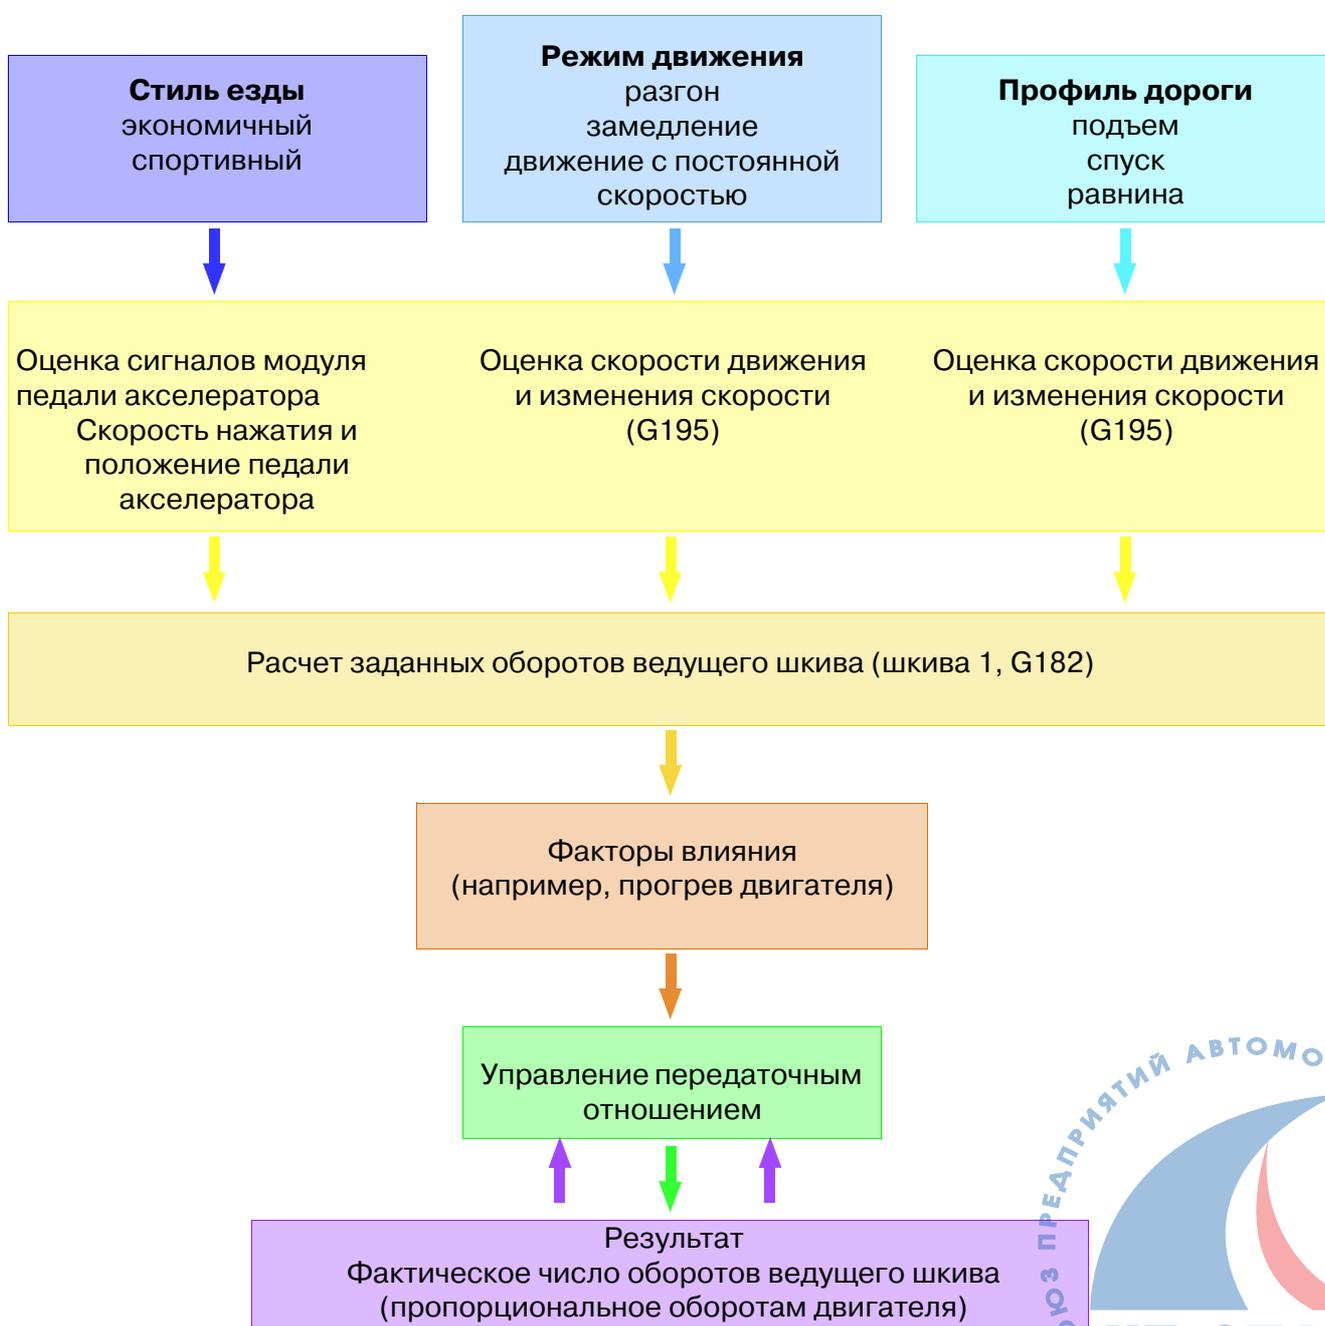 Стиль езды
экономичный
спортивный
Режим движения
разгон
замедление
движение с постоянной
скоростью
Профиль дороги
подъем
спуск
равнина
Оценка сигналов модуля
педали акселератора
Скорость нажатия и
положение педали
акселератора
Оценка скорости движения
и изменения скорости
(G195)
Оценка скорости движения
и изменения скорости
(G195)
Расчет заданных оборотов ведущего шкива (шкива 1, G182)
Факторы влияния
(например, прогрев двигателя)
Управление передаточным
отношением
Результат
Фактическое число оборотов ведущего шкива
(пропорциональное оборотам двигателя)
ПРЕДПРИЯТИЙ